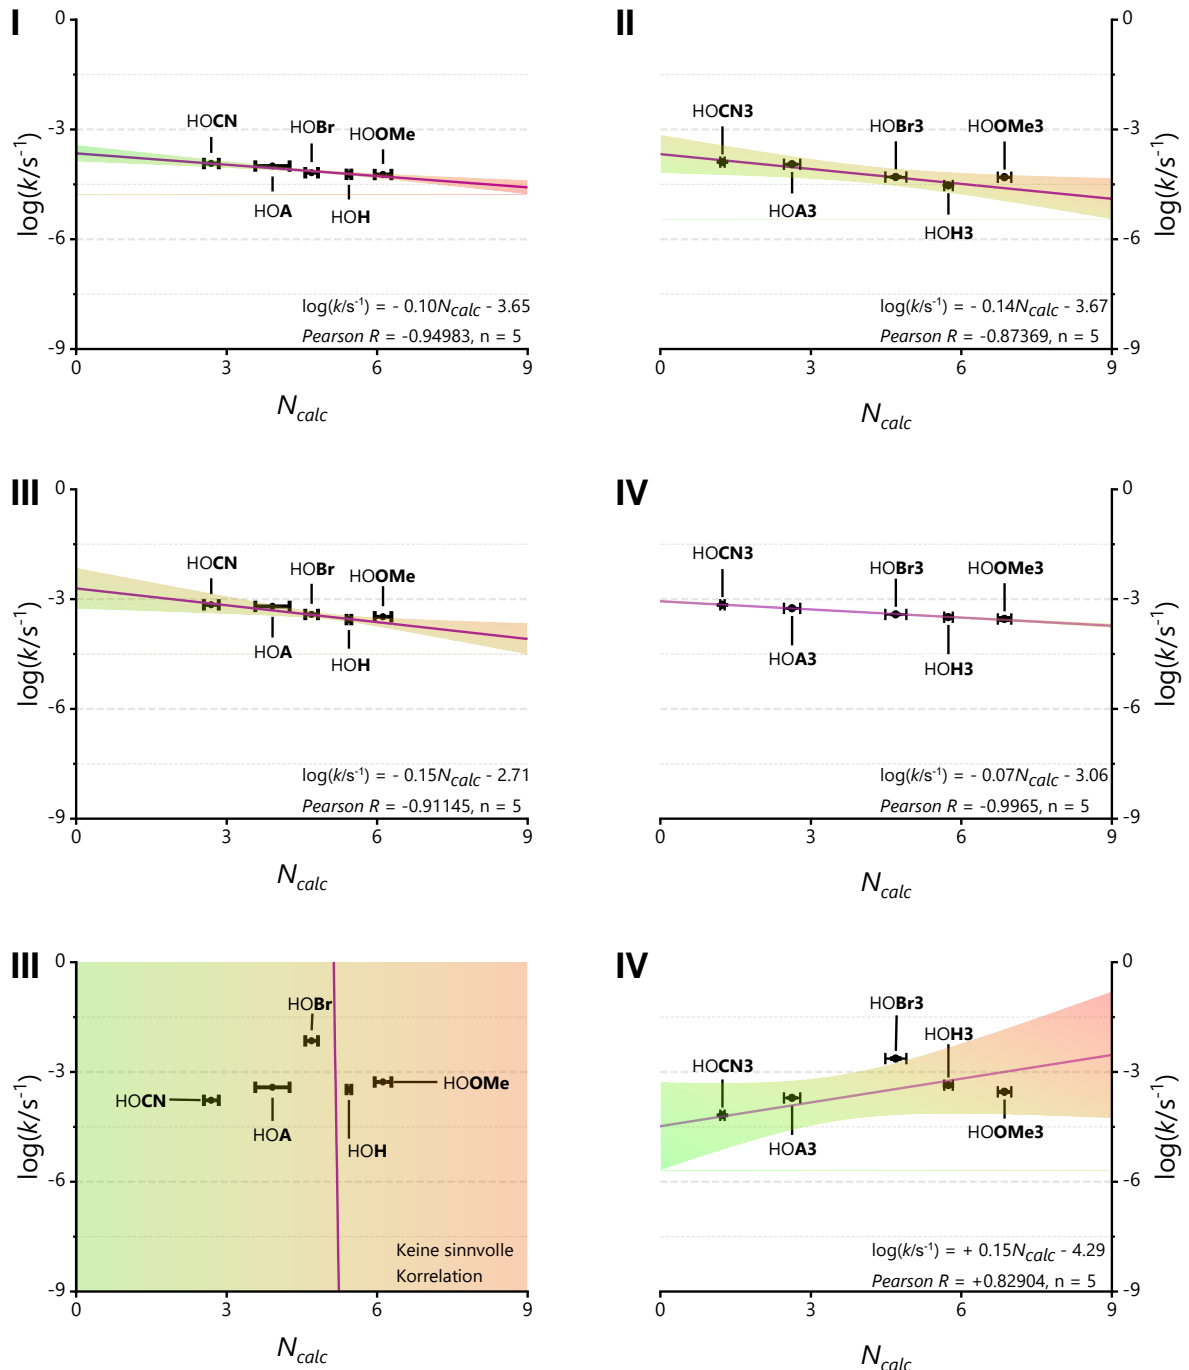 I
0
-3
-6
-9
log(k/s⁻¹)
HOCN
HOBr
HOOMe
HOA
HOH
log(k/s⁻¹) = - 0.10Ncalc - 3.65
Pearson R = -0.94983, n = 5
0
3
6
9
Ncalc
II
0
-3
-6
-9
log(k/s⁻¹)
HOCN3
HOBr3
HOOMe3
HOA3
HOH3
log(k/s⁻¹) = - 0.14Ncalc - 3.67
Pearson R = -0.87369, n = 5
0
3
6
9
Ncalc
III
0
-3
-6
-9
log(k/s⁻¹)
HOCN
HOBr
HOOMe
HOA
HOH
log(k/s⁻¹) = - 0.15Ncalc - 2.71
Pearson R = -0.91145, n = 5
0
3
6
9
Ncalc
IV
0
-3
-6
-9
log(k/s⁻¹)
HOCN3
HOBr3
HOOMe3
HOA3
HOH3
log(k/s⁻¹) = - 0.07Ncalc - 3.06
Pearson R = -0.9965, n = 5
0
3
6
9
Ncalc
III
0
-3
-6
-9
log(k/s⁻¹)
HOBr
HOCN
HOA
HOOMe
HOH
Keine sinnvolle
Korrelation
0
3
6
9
Ncalc
IV
0
-3
-6
-9
log(k/s⁻¹)
HOBr3
HOH3
HOCN3
HOA3
HOOMe3
log(k/s⁻¹) = + 0.15Ncalc - 4.29
Pearson R = +0.82904, n = 5
0
3
6
9
Ncalc